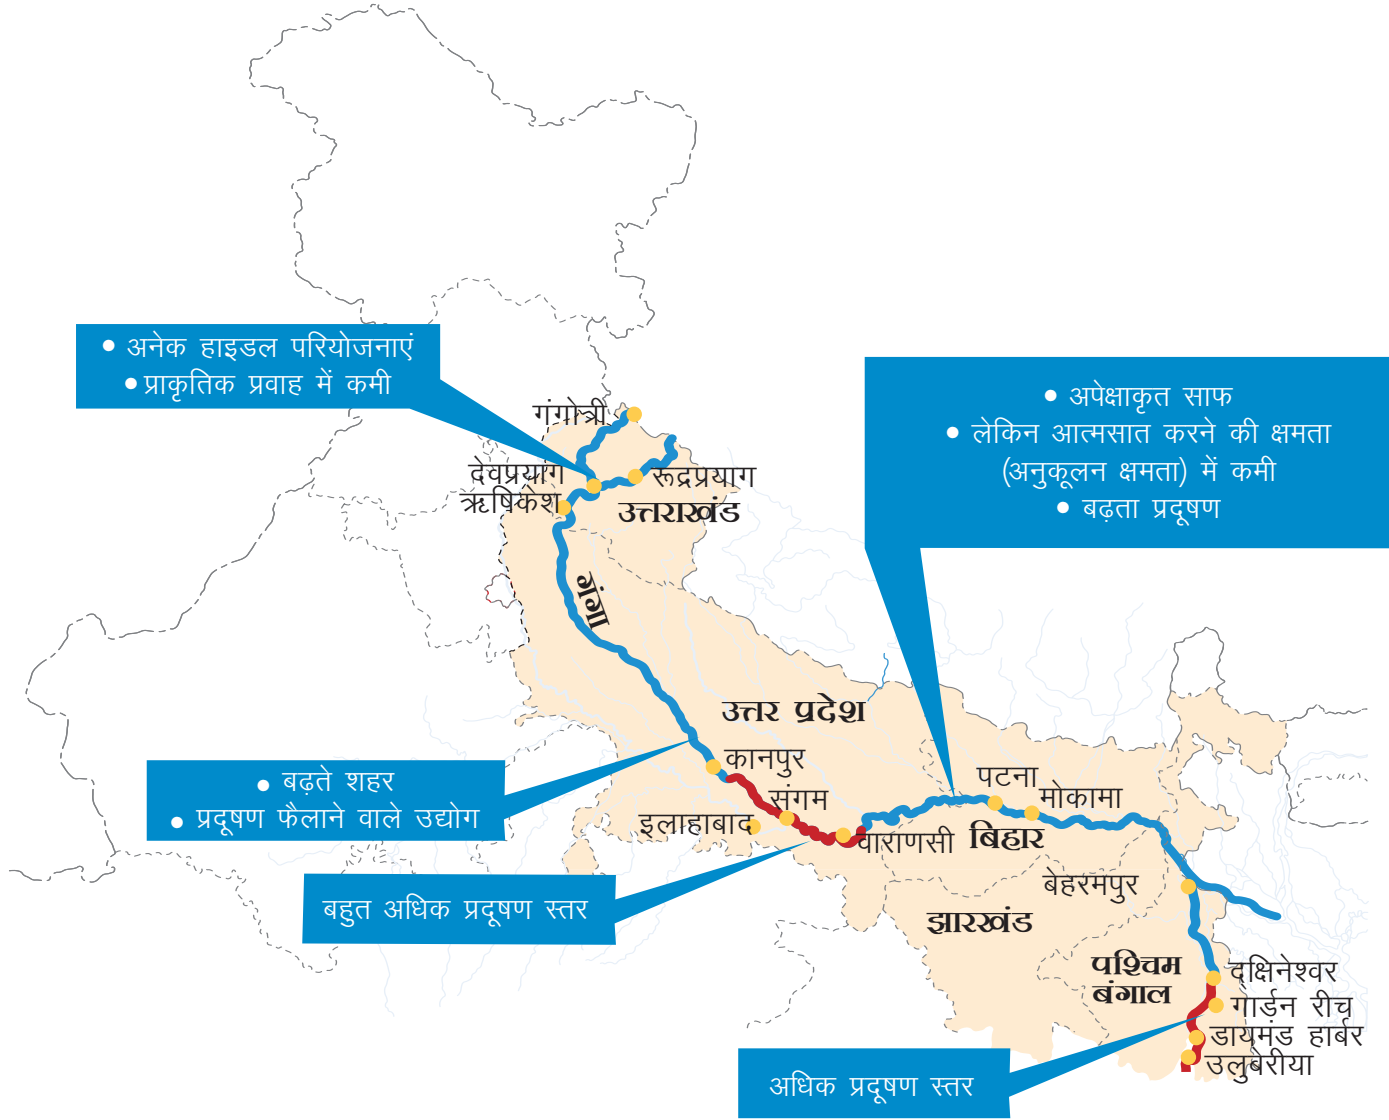 • अनेक हाइडल परियोजनाएं
• प्राकृतिक प्रवाह में कमी
• अपेक्षाकृत साफ
• लेकिन आत्मसात करने की क्षमता
(अनुकूलन क्षमता) में कमी
• बढ़ता प्रदूषण
गंगोत्री
देवप्रयाग
रूद्रप्रयाग
ऋषिकेश
उत्तराखंड
गंगा
उत्तर प्रदेश
कानपुर
• बढ़ते शहर
• प्रदूषण फैलाने वाले उद्योग
संगम
इलाहाबाद
वाराणसी
पटना
मोकामा
बिहार
बेहरमपुर
बहुत अधिक प्रदूषण स्तर
झारखंड
पश्चिम
बंगाल
दक्षिनेश्वर
गार्डन रीच
डायमंड हार्बर
उलुबेरीया
अधिक प्रदूषण स्तर